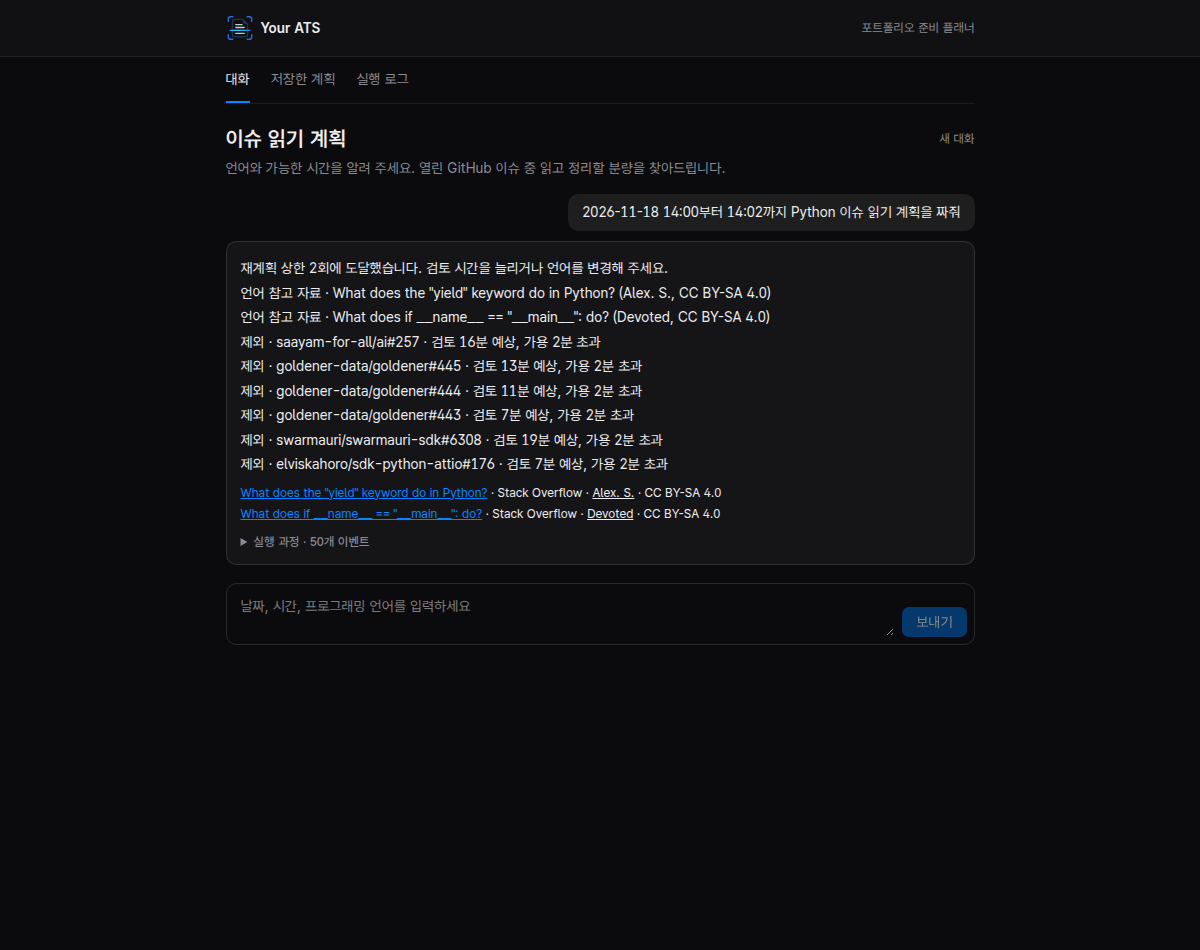 Your ATS
포트폴리오 준비 플래너
대화
저장한 계획
실행 로그
이슈 읽기 계획
새 대화
언어와 가능한 시간을 알려 주세요. 열린 GitHub 이슈 중 읽고 정리할 분량을 찾아드립니다.
2026-11-18 14:00부터 14:02까지 Python 이슈 읽기 계획을 짜줘
재계획 상한 2회에 도달했습니다. 검토 시간을 늘리거나 언어를 변경해 주세요.
언어 참고 자료 · What does the "yield" keyword do in Python? (Alex. S., CC BY-SA 4.0)
언어 참고 자료 · What does if __name__ == "__main__": do? (Devoted, CC BY-SA 4.0)
제외 · saayam-for-all/ai#257 · 검토 16분 예상, 가용 2분 초과
제외 · goldener-data/goldener#445 · 검토 13분 예상, 가용 2분 초과
제외 · goldener-data/goldener#444 · 검토 11분 예상, 가용 2분 초과
제외 · goldener-data/goldener#443 · 검토 7분 예상, 가용 2분 초과
제외 · swarmauri/swarmauri-sdk#6308 · 검토 19분 예상, 가용 2분 초과
제외 · elviskahoro/sdk-python-attio#176 · 검토 7분 예상, 가용 2분 초과
What does the "yield" keyword do in Python? · Stack Overflow · Alex. S. · CC BY-SA 4.0
What does if __name__ == "__main__": do? · Stack Overflow · Devoted · CC BY-SA 4.0
▶ 실행 과정 · 50개 이벤트
날짜, 시간, 프로그래밍 언어를 입력하세요
보내기